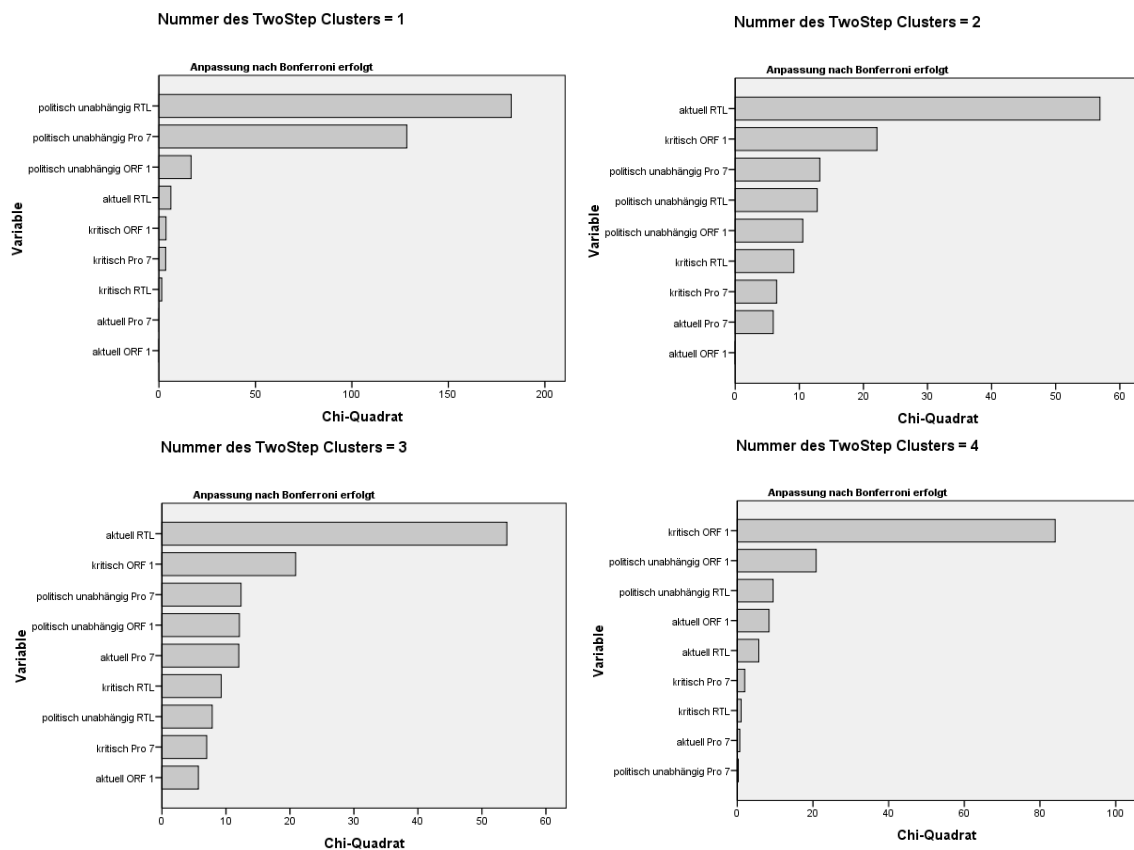 Nummer des TwoStep Clusters = 1
Anpassung nach Bonferroni erfolgt
Variable
politisch unabhängig RTL
politisch unabhängig Pro 7
politisch unabhängig ORF 1
aktuell RTL
kritisch ORF 1
kritisch Pro 7
kritisch RTL
aktuell Pro 7
aktuell ORF 1
0 50 100 150 200
Chi-Quadrat
Nummer des TwoStep Clusters = 2
Anpassung nach Bonferroni erfolgt
Variable
aktuell RTL
kritisch ORF 1
politisch unabhängig Pro 7
politisch unabhängig RTL
politisch unabhängig ORF 1
kritisch RTL
kritisch Pro 7
aktuell Pro 7
aktuell ORF 1
0 10 20 30 40 50 60
Chi-Quadrat
Nummer des TwoStep Clusters = 3
Anpassung nach Bonferroni erfolgt
Variable
aktuell RTL
kritisch ORF 1
politisch unabhängig Pro 7
politisch unabhängig ORF 1
aktuell Pro 7
kritisch RTL
politisch unabhängig RTL
kritisch Pro 7
aktuell ORF 1
0 10 20 30 40 50 60
Chi-Quadrat
Nummer des TwoStep Clusters = 4
Anpassung nach Bonferroni erfolgt
Variable
kritisch ORF 1
politisch unabhängig ORF 1
politisch unabhängig RTL
aktuell ORF 1
aktuell RTL
kritisch Pro 7
kritisch RTL
aktuell Pro 7
politisch unabhängig Pro 7
0 20 40 60 80 100
Chi-Quadrat